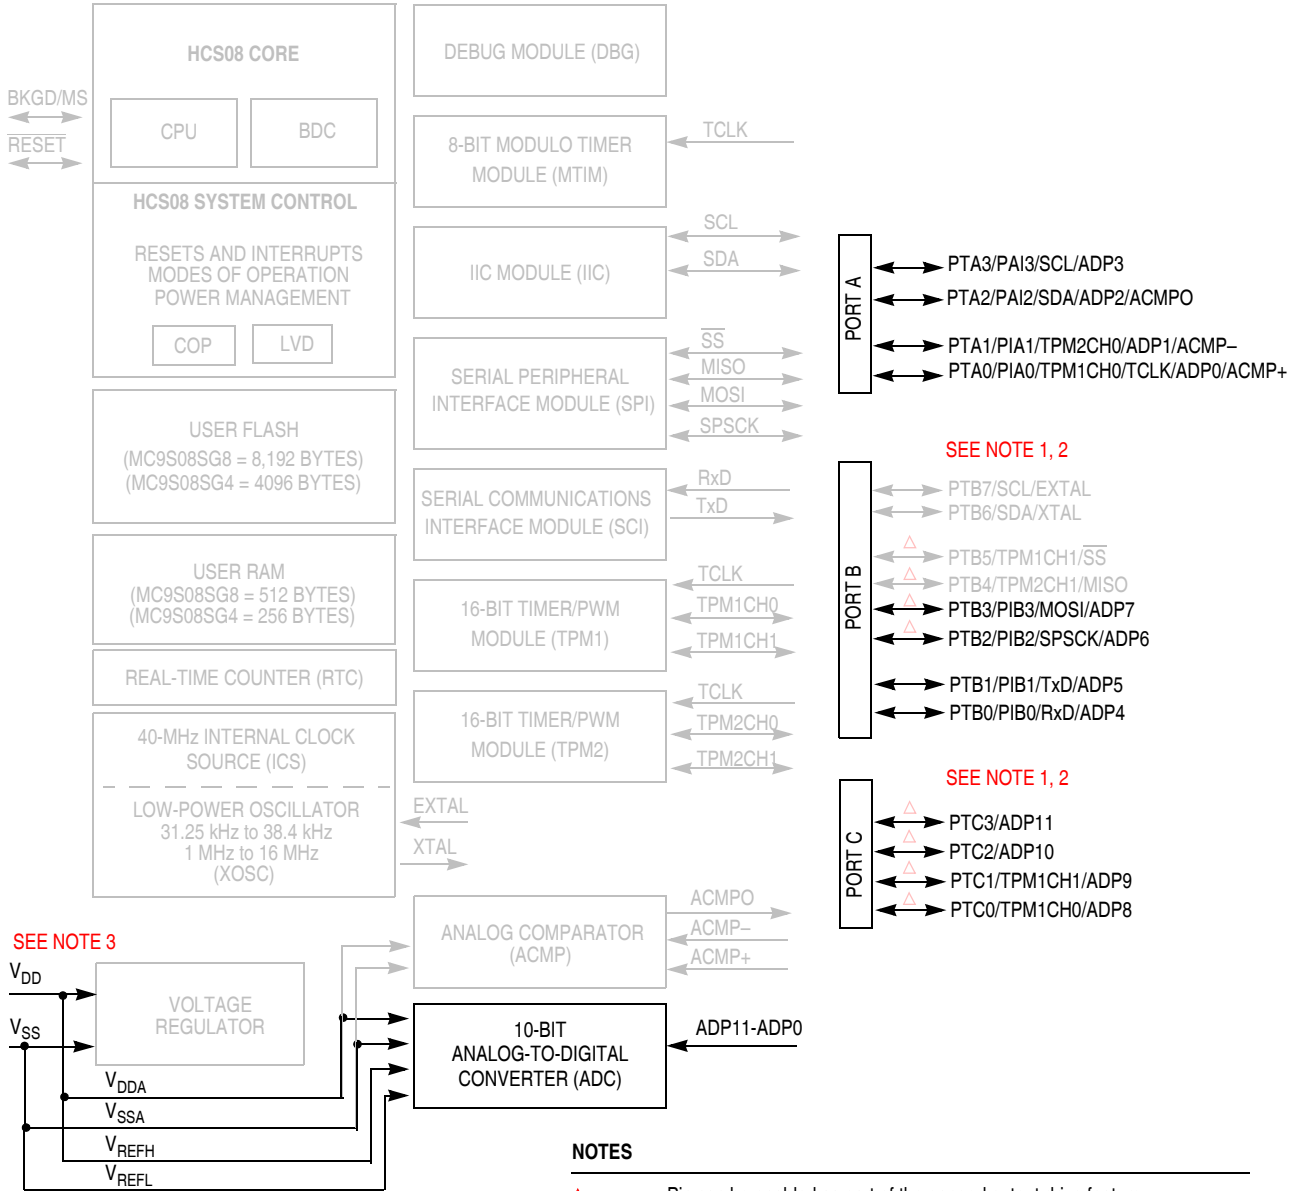 HCS08 CORE
CPU
BDC
BKGD/MS
RESET
HCS08 SYSTEM CONTROL
RESETS AND INTERRUPTS
MODES OF OPERATION
POWER MANAGEMENT
COP
LVD
USER FLASH
(MC9S08SG8 = 8,192 BYTES)
(MC9S08SG4 = 4096 BYTES)
USER RAM
(MC9S08SG8 = 512 BYTES)
(MC9S08SG4 = 256 BYTES)
REAL-TIME COUNTER (RTC)
40-MHz INTERNAL CLOCK
SOURCE (ICS)
LOW-POWER OSCILLATOR
31.25 kHz to 38.4 kHz
1 MHz to 16 MHz
(XOSC)
EXTAL
XTAL
SEE NOTE 3
VDD
VSS
VOLTAGE
REGULATOR
VDDA
VSSA
VREFH
VREFL
DEBUG MODULE (DBG)
8-BIT MODULO TIMER
MODULE (MTIM)
TCLK
IIC MODULE (IIC)
SCL
SDA
SERIAL PERIPHERAL
INTERFACE MODULE (SPI)
SS
MISO
MOSI
SPSCK
SERIAL COMMUNICATIONS
INTERFACE MODULE (SCI)
RxD
TxD
16-BIT TIMER/PWM
MODULE (TPM1)
TCLK
TPM1CH0
TPM1CH1
16-BIT TIMER/PWM
MODULE (TPM2)
TCLK
TPM2CH0
TPM2CH1
ANALOG COMPARATOR
(ACMP)
ACMPO
ACMP–
ACMP+
10-BIT
ANALOG-TO-DIGITAL
CONVERTER (ADC)
ADP11-ADP0
PORT A
PTA3/PAI3/SCL/ADP3
PTA2/PAI2/SDA/ADP2/ACMPO
PTA1/PIA1/TPM2CH0/ADP1/ACMP–
PTA0/PIA0/TPM1CH0/TCLK/ADP0/ACMP+
SEE NOTE 1, 2
PORT B
PTB7/SCL/EXTAL
PTB6/SDA/XTAL
PTB5/TPM1CH1/SS
PTB4/TPM2CH1/MISO
PTB3/PIB3/MOSI/ADP7
PTB2/PIB2/SPSCK/ADP6
PTB1/PIB1/TxD/ADP5
PTB0/PIB0/RxD/ADP4
SEE NOTE 1, 2
PORT C
PTC3/ADP11
PTC2/ADP10
PTC1/TPM1CH1/ADP9
PTC0/TPM1CH0/ADP8
NOTES